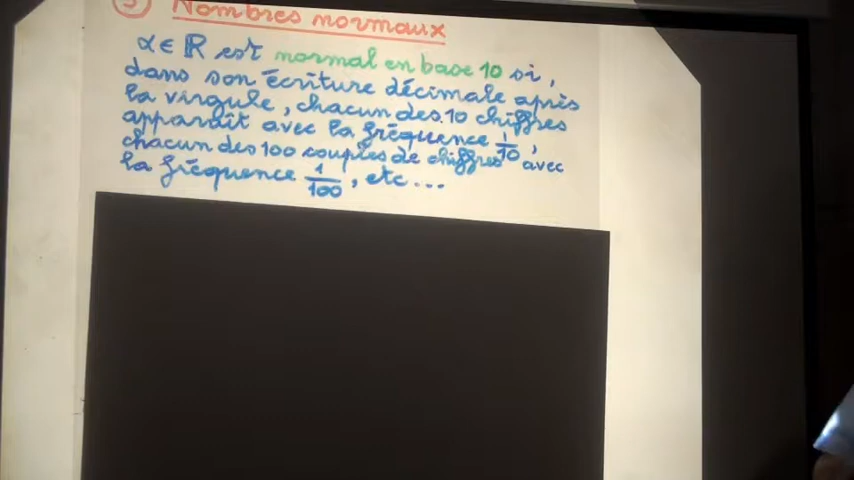 3 Nombres normaux
α ∈ ℝ est normal en base 10 si,
dans son écriture décimale après
la virgule, chacun des 10 chiffres
apparaît avec la fréquence 1/10,
chacun des 100 couples de chiffres avec
la fréquence 1/100, etc...